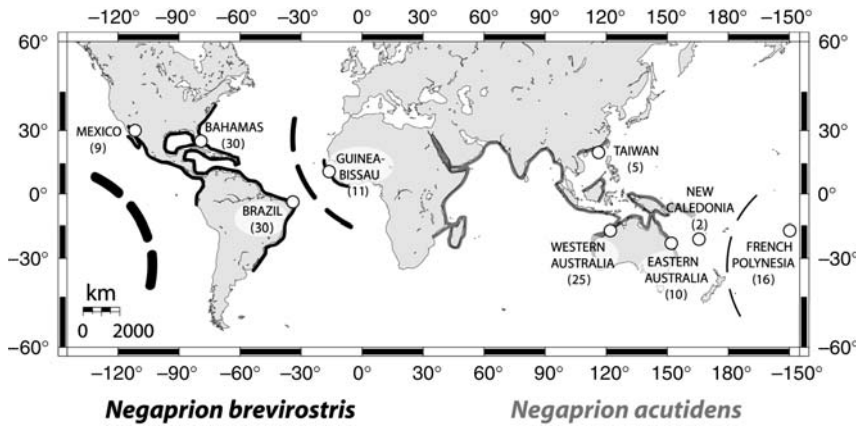 −120° −90° −60° −30° 0° 30° 60° 90° 120° 150° 180° −150°
60° 60°
30° 30°
0° 0°
−30° −30°
−60° −60°
MEXICO
(9)
BAHAMAS
(30)
GUINEA-
BISSAU
(11)
BRAZIL
(30)
TAIWAN
(5)
NEW
CALEDONIA
(2)
WESTERN
AUSTRALIA
(25)
EASTERN
AUSTRALIA
(10)
FRENCH
POLYNESIA
(16)
km
0 2000
−120° −90° −60° −30° 0° 30° 60° 90° 120° 150° 180° −150°
Negaprion brevirostris Negaprion acutidens